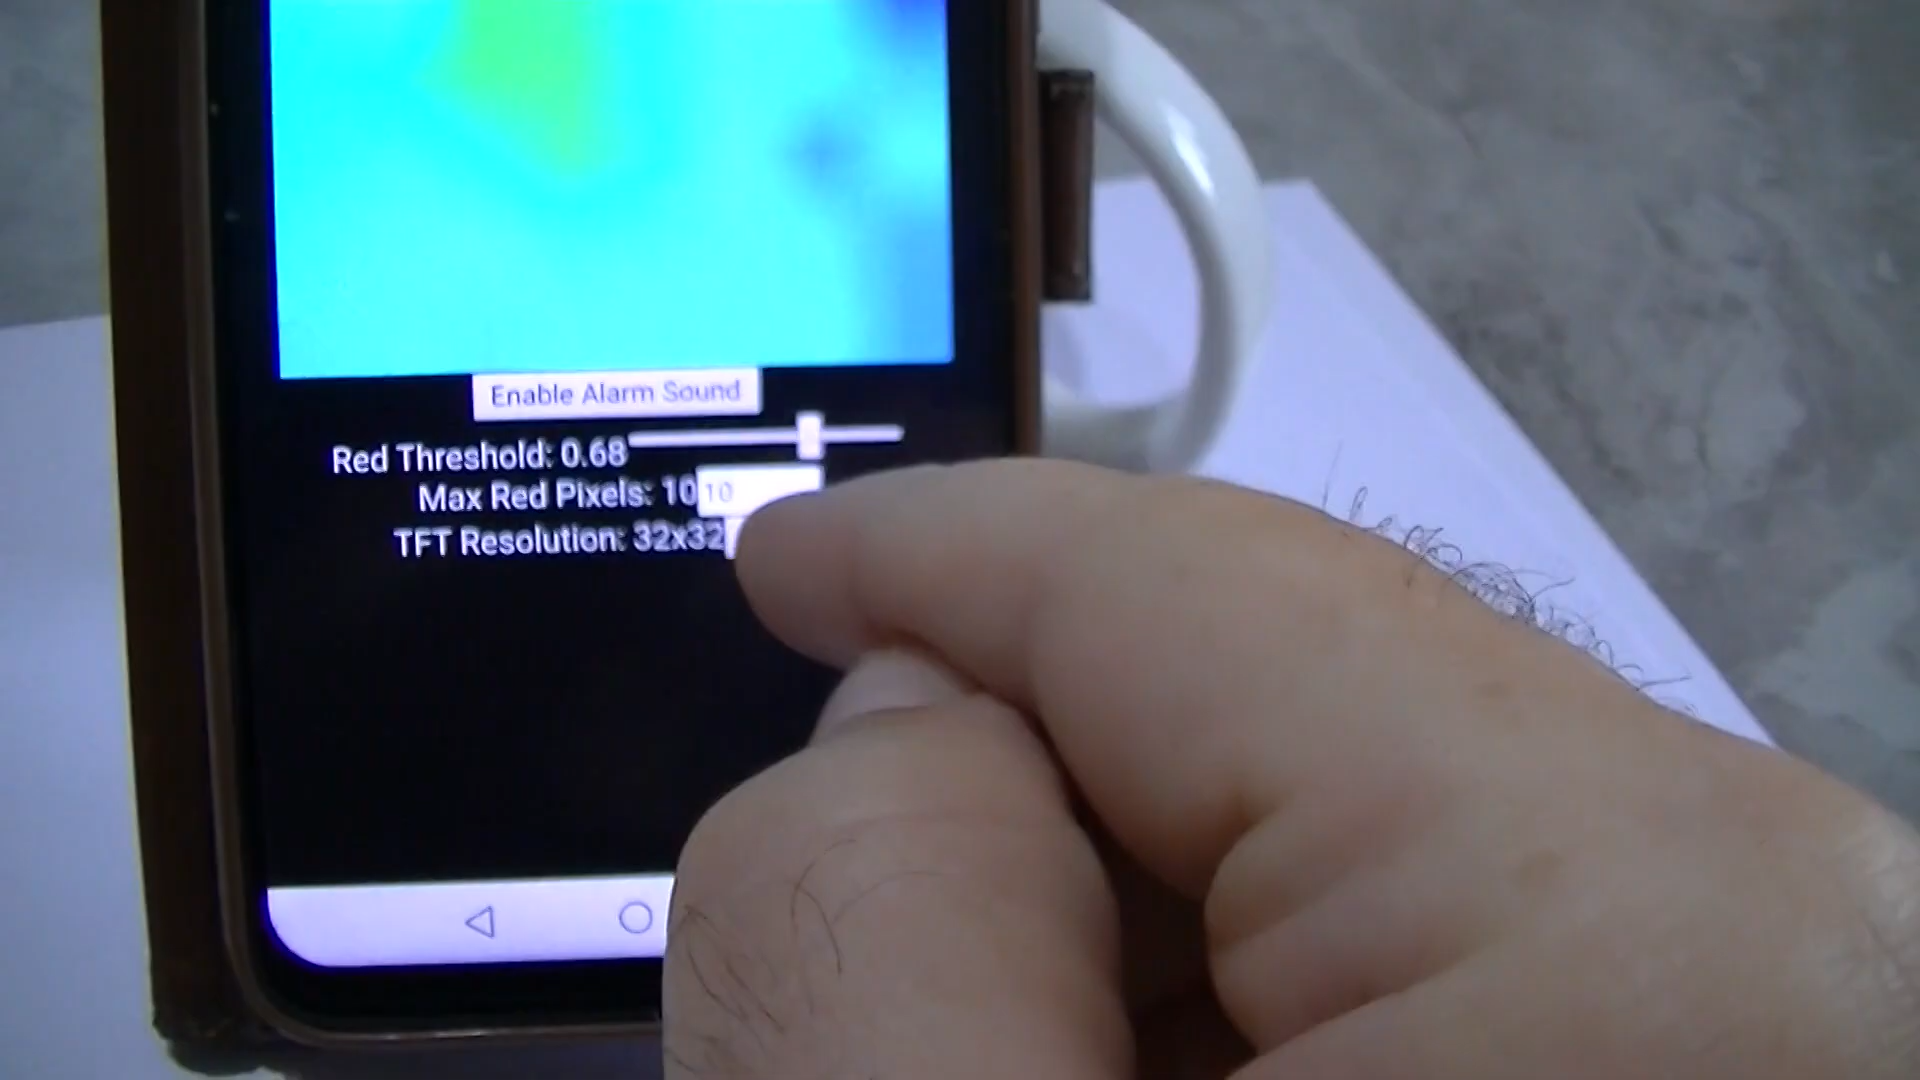 Enable Alarm Sound
Red Threshold: 0.68
Max Red Pixels: 10 10
TFT Resolution: 32x32